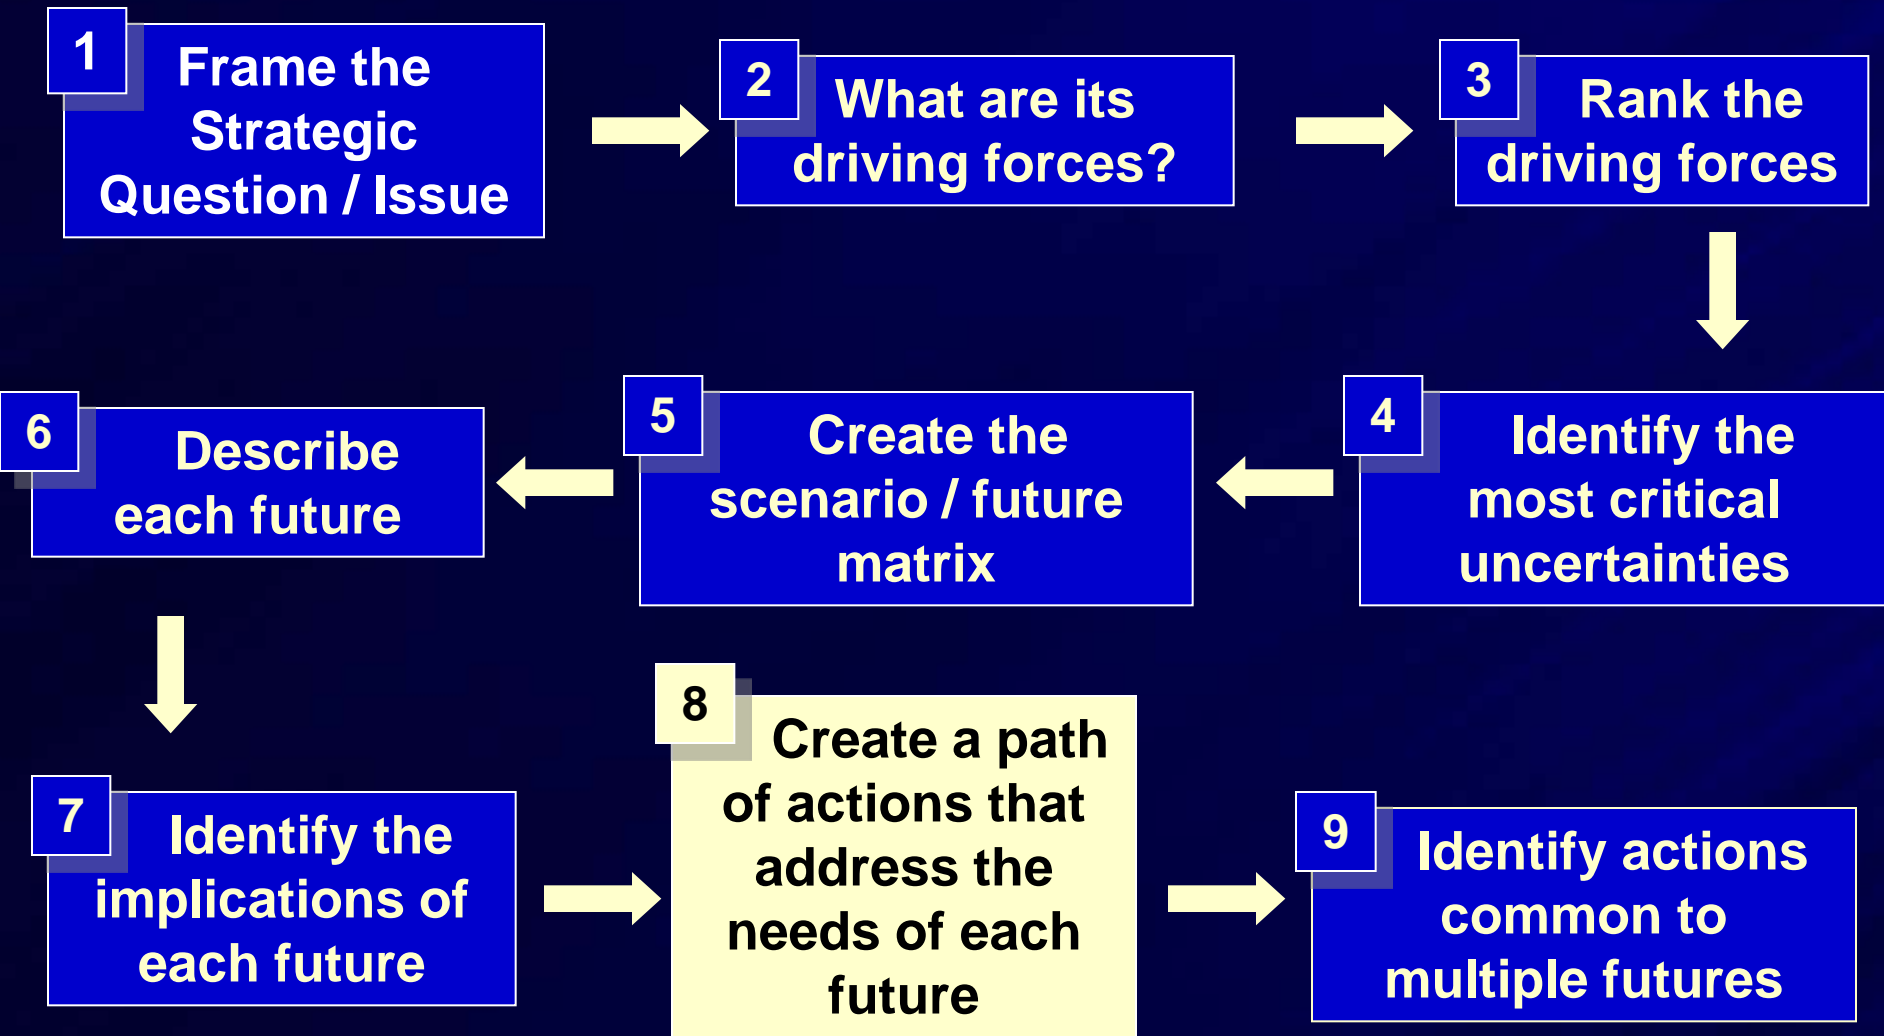 1
Frame the
Strategic
Question / Issue
2
What are its
driving forces?
3
Rank the
driving forces
4
Identify the
most critical
uncertainties
5
Create the
scenario / future
matrix
6
Describe
each future
7
Identify the
implications of
each future
8
Create a path
of actions that
address the
needs of each
future
9
Identify actions
common to
multiple futures